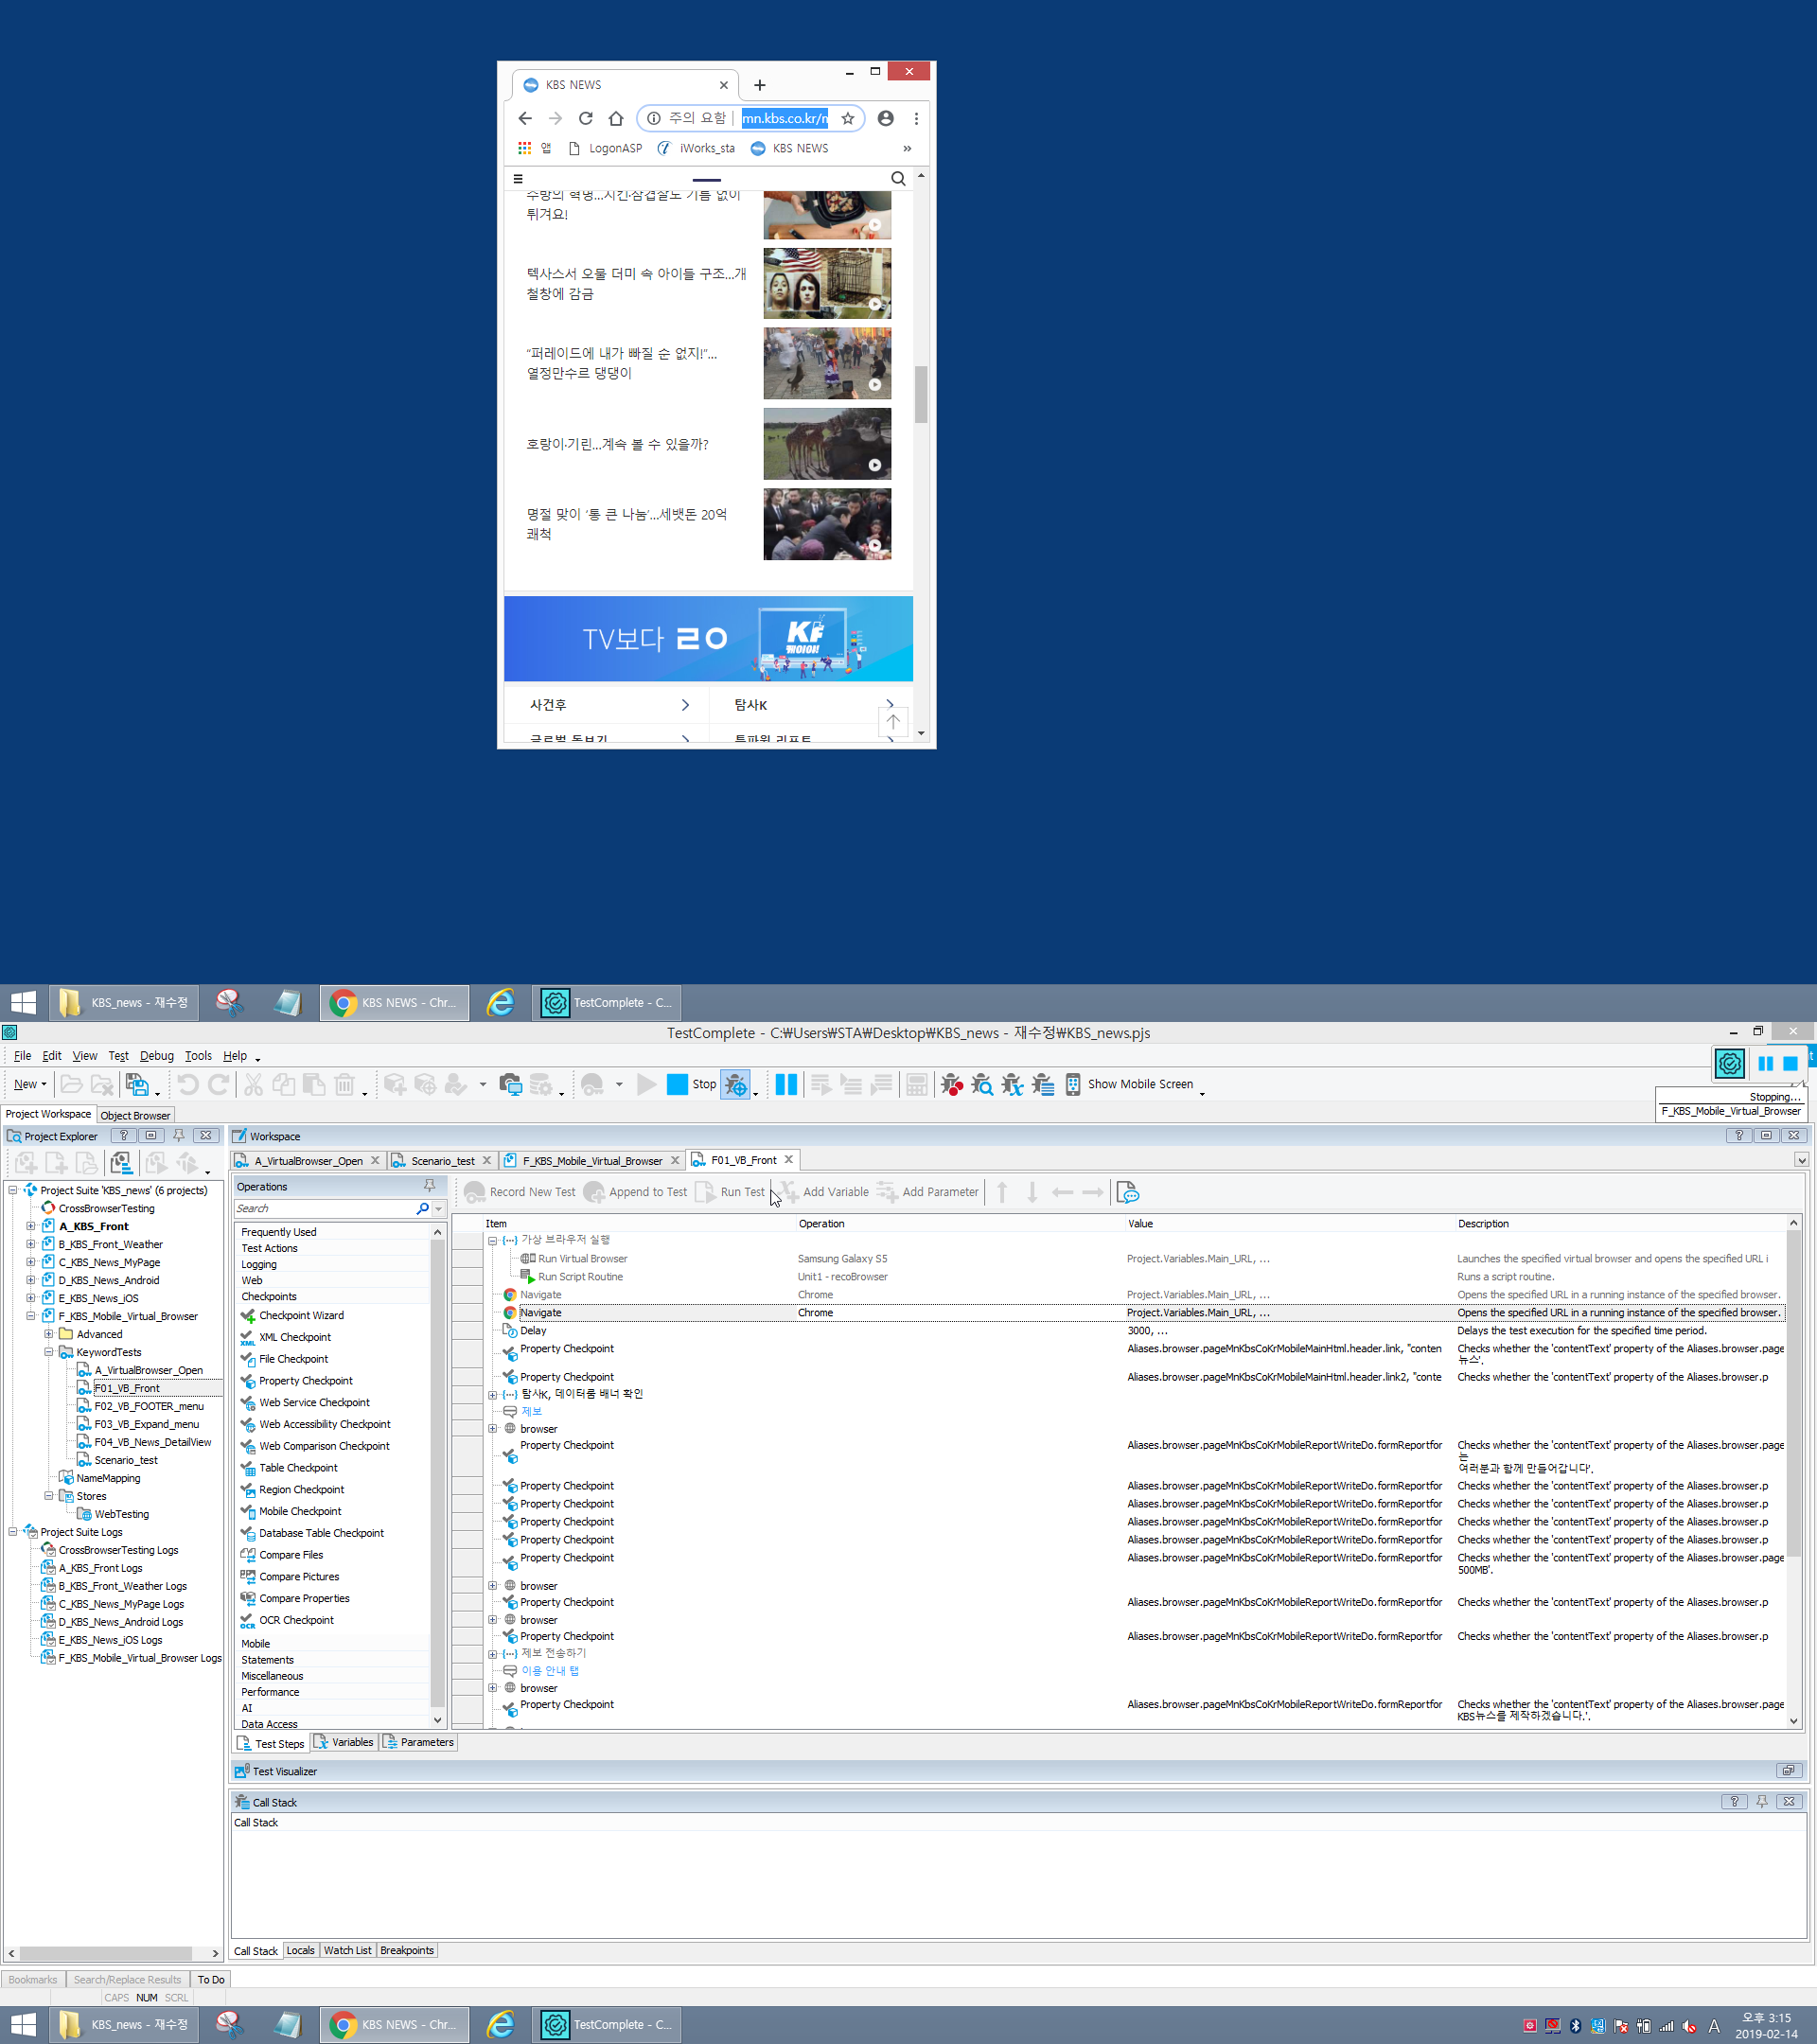 KBS NEWS
주의 요함
mn.kbs.co.kr/n
앱
LogonASP
iWorks_sta
KBS NEWS
»
튀겨요!
텍사스서 오물 더미 속 아이들 구조...개
철창에 감금
“퍼레이드에 내가 빠질 순 없지!”...
열정만수르 댕댕이
호랑이·기린...계속 볼 수 있을까?
명절 맞이 ‘통 큰 나눔’...세뱃돈 20억
쾌척
TV보다 ㄹㅇ
케이야!
사건후
탐사K
KBS_news - 재수정
KBS NEWS - Chr...
TestComplete - C...
TestComplete - C:₩Users₩STA₩Desktop₩KBS_news - 재수정₩KBS_news.pjs
File Edit View Test Debug Tools Help
New
Stop
Show Mobile Screen
Stopping...
F_KBS_Mobile_Virtual_Browser
Project Workspace
Object Browser
Project Explorer
Workspace
A_VirtualBrowser_Open
Scenario_test
F_KBS_Mobile_Virtual_Browser
F01_VB_Front
Project Suite 'KBS_news' (6 projects)
CrossBrowserTesting
A_KBS_Front
B_KBS_Front_Weather
C_KBS_News_MyPage
D_KBS_News_Android
E_KBS_News_iOS
F_KBS_Mobile_Virtual_Browser
Advanced
KeywordTests
A_VirtualBrowser_Open
F01_VB_Front
F02_VB_FOOTER_menu
F03_VB_Expand_menu
F04_VB_News_DetailView
Scenario_test
NameMapping
Stores
WebTesting
Project Suite Logs
CrossBrowserTesting Logs
A_KBS_Front Logs
B_KBS_Front_Weather Logs
C_KBS_News_MyPage Logs
D_KBS_News_Android Logs
E_KBS_News_iOS Logs
F_KBS_Mobile_Virtual_Browser Logs
Operations
Search
Frequently Used
Test Actions
Logging
Web
Checkpoints
Checkpoint Wizard
XML Checkpoint
File Checkpoint
Property Checkpoint
Web Service Checkpoint
Web Accessibility Checkpoint
Web Comparison Checkpoint
Table Checkpoint
Region Checkpoint
Mobile Checkpoint
Database Table Checkpoint
Compare Files
Compare Pictures
Compare Properties
OCR Checkpoint
Mobile
Statements
Miscellaneous
Performance
AI
Data Access
Record New Test
Append to Test
Run Test
Add Variable
Add Parameter
Item Operation Value Description
가상 브라우저 실행
Run Virtual Browser Samsung Galaxy S5 Project.Variables.Main_URL, ... Launches the specified virtual browser and opens the specified URL i
Run Script Routine Unit1 - recoBrowser Runs a script routine.
Navigate Chrome Project.Variables.Main_URL, ... Opens the specified URL in a running instance of the specified browser.
Navigate Chrome Project.Variables.Main_URL, ... Opens the specified URL in a running instance of the specified browser.
Delay 3000, ... Delays the test execution for the specified time period.
Property Checkpoint Aliases.browser.pageMnKbsCoKrMobileMainHtml.header.link, "conten Checks whether the 'contentText' property of the Aliases.browser.page
뉴스'.
Property Checkpoint Aliases.browser.pageMnKbsCoKrMobileMainHtml.header.link2, "conte Checks whether the 'contentText' property of the Aliases.browser.p
탐사K, 데이터룸 배너 확인
제보
browser
Property Checkpoint Aliases.browser.pageMnKbsCoKrMobileReportWriteDo.formReportfor Checks whether the 'contentText' property of the Aliases.browser.page
는
여러분과 함께 만들어갑니다'.
Property Checkpoint Aliases.browser.pageMnKbsCoKrMobileReportWriteDo.formReportfor Checks whether the 'contentText' property of the Aliases.browser.p
Property Checkpoint Aliases.browser.pageMnKbsCoKrMobileReportWriteDo.formReportfor Checks whether the 'contentText' property of the Aliases.browser.p
Property Checkpoint Aliases.browser.pageMnKbsCoKrMobileReportWriteDo.formReportfor Checks whether the 'contentText' property of the Aliases.browser.p
Property Checkpoint Aliases.browser.pageMnKbsCoKrMobileReportWriteDo.formReportfor Checks whether the 'contentText' property of the Aliases.browser.p
Property Checkpoint Aliases.browser.pageMnKbsCoKrMobileReportWriteDo.formReportfor Checks whether the 'contentText' property of the Aliases.browser.page
500MB'.
browser
Property Checkpoint Aliases.browser.pageMnKbsCoKrMobileReportWriteDo.formReportfor Checks whether the 'contentText' property of the Aliases.browser.p
browser
Property Checkpoint Aliases.browser.pageMnKbsCoKrMobileReportWriteDo.formReportfor Checks whether the 'contentText' property of the Aliases.browser.p
제보 전송하기
이용 안내 탭
browser
Property Checkpoint Aliases.browser.pageMnKbsCoKrMobileReportWriteDo.formReportfor Checks whether the 'contentText' property of the Aliases.browser.page
KBS뉴스를 제작하겠습니다.'.
Test Steps
Variables
Parameters
Test Visualizer
Call Stack
Call Stack
Call Stack
Locals
Watch List
Breakpoints
Bookmarks
Search/Replace Results
To Do
CAPS NUM SCRL
KBS_news - 재수정
KBS NEWS - Chr...
TestComplete - C...
A
오후 3:15
2019-02-14